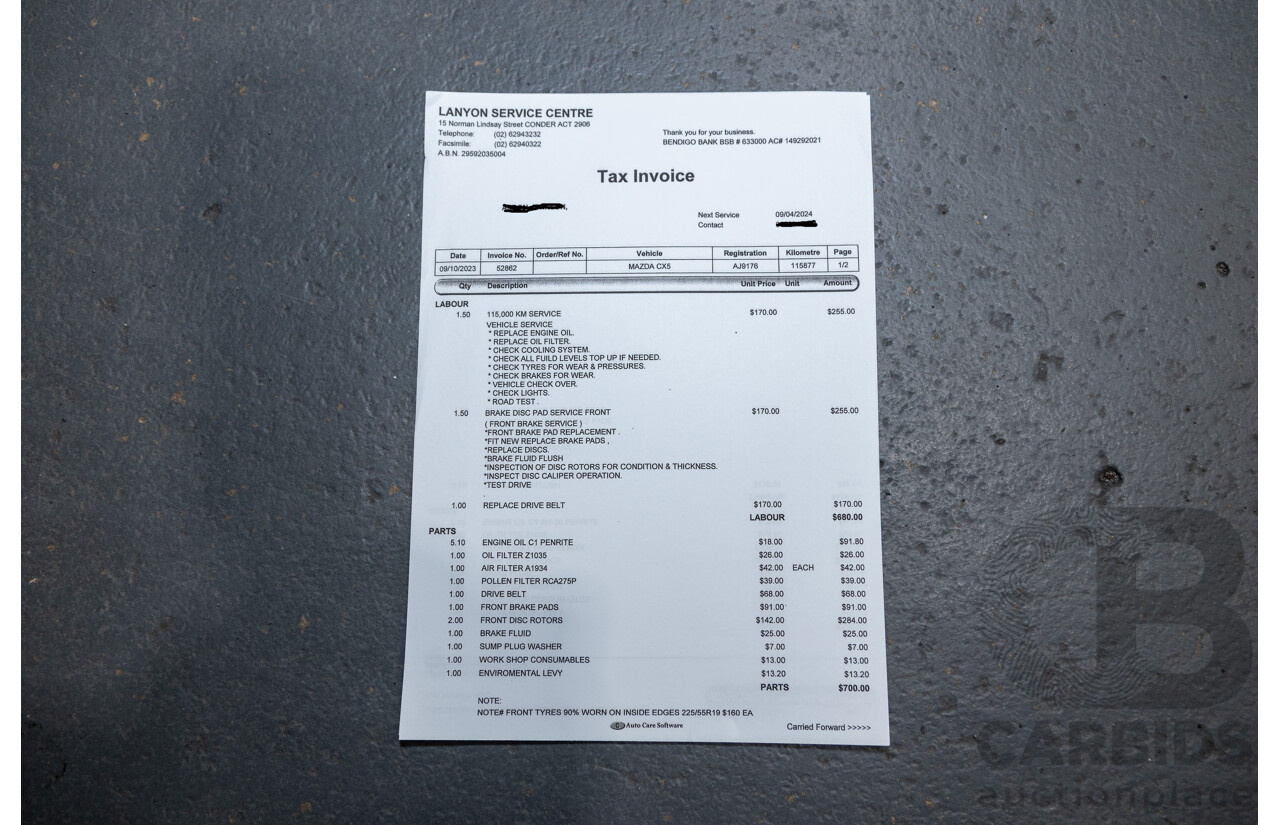 LANYON SERVICE CENTRE
15 Norman Lindsay Street CONDER ACT 2906
Telephone: (02) 62943232
Facsimile: (02) 62940322
A.B.N. 29592035004
Thank you for your business.
BENDIGO BANK BSB # 633000 AC# 149292021
Tax Invoice
Next Service 09/04/2024
Contact
Date Invoice No. Order/Ref No. Vehicle Registration Kilometre Page
09/10/2023 52862 MAZDA CX5 AJ9176 115877 1/2
Qty Description Unit Price Unit Amount
LABOUR
1.50 115,000 KM SERVICE $170.00 $255.00
VEHICLE SERVICE
* REPLACE ENGINE OIL.
* REPLACE OIL FILTER.
* CHECK COOLING SYSTEM.
* CHECK ALL FUILD LEVELS TOP UP IF NEEDED.
* CHECK TYRES FOR WEAR & PRESSURES.
* CHECK BRAKES FOR WEAR.
* VEHICLE CHECK OVER.
* CHECK LIGHTS.
* ROAD TEST .
1.50 BRAKE DISC PAD SERVICE FRONT $170.00 $255.00
( FRONT BRAKE SERVICE )
*FRONT BRAKE PAD REPLACEMENT .
*FIT NEW REPLACE BRAKE PADS ,
*REPLACE DISCS.
*BRAKE FLUID FLUSH
*INSPECTION OF DISC ROTORS FOR CONDITION & THICKNESS.
*INSPECT DISC CALIPER OPERATION.
*TEST DRIVE
.
1.00 REPLACE DRIVE BELT $170.00 $170.00
LABOUR $680.00
PARTS
5.10 ENGINE OIL C1 PENRITE $18.00 $91.80
1.00 OIL FILTER Z1035 $26.00 $26.00
1.00 AIR FILTER A1934 $42.00 EACH $42.00
1.00 POLLEN FILTER RCA275P $39.00 $39.00
1.00 DRIVE BELT $68.00 $68.00
1.00 FRONT BRAKE PADS $91.00 $91.00
2.00 FRONT DISC ROTORS $142.00 $284.00
1.00 BRAKE FLUID $25.00 $25.00
1.00 SUMP PLUG WASHER $7.00 $7.00
1.00 WORK SHOP CONSUMABLES $13.00 $13.00
1.00 ENVIROMENTAL LEVY $13.20 $13.20
PARTS $700.00
NOTE:
NOTE# FRONT TYRES 90% WORN ON INSIDE EDGES 225/55R19 $160 EA
Auto Care Software
Carried Forward >>>>>
CARBIDS
auctionplace